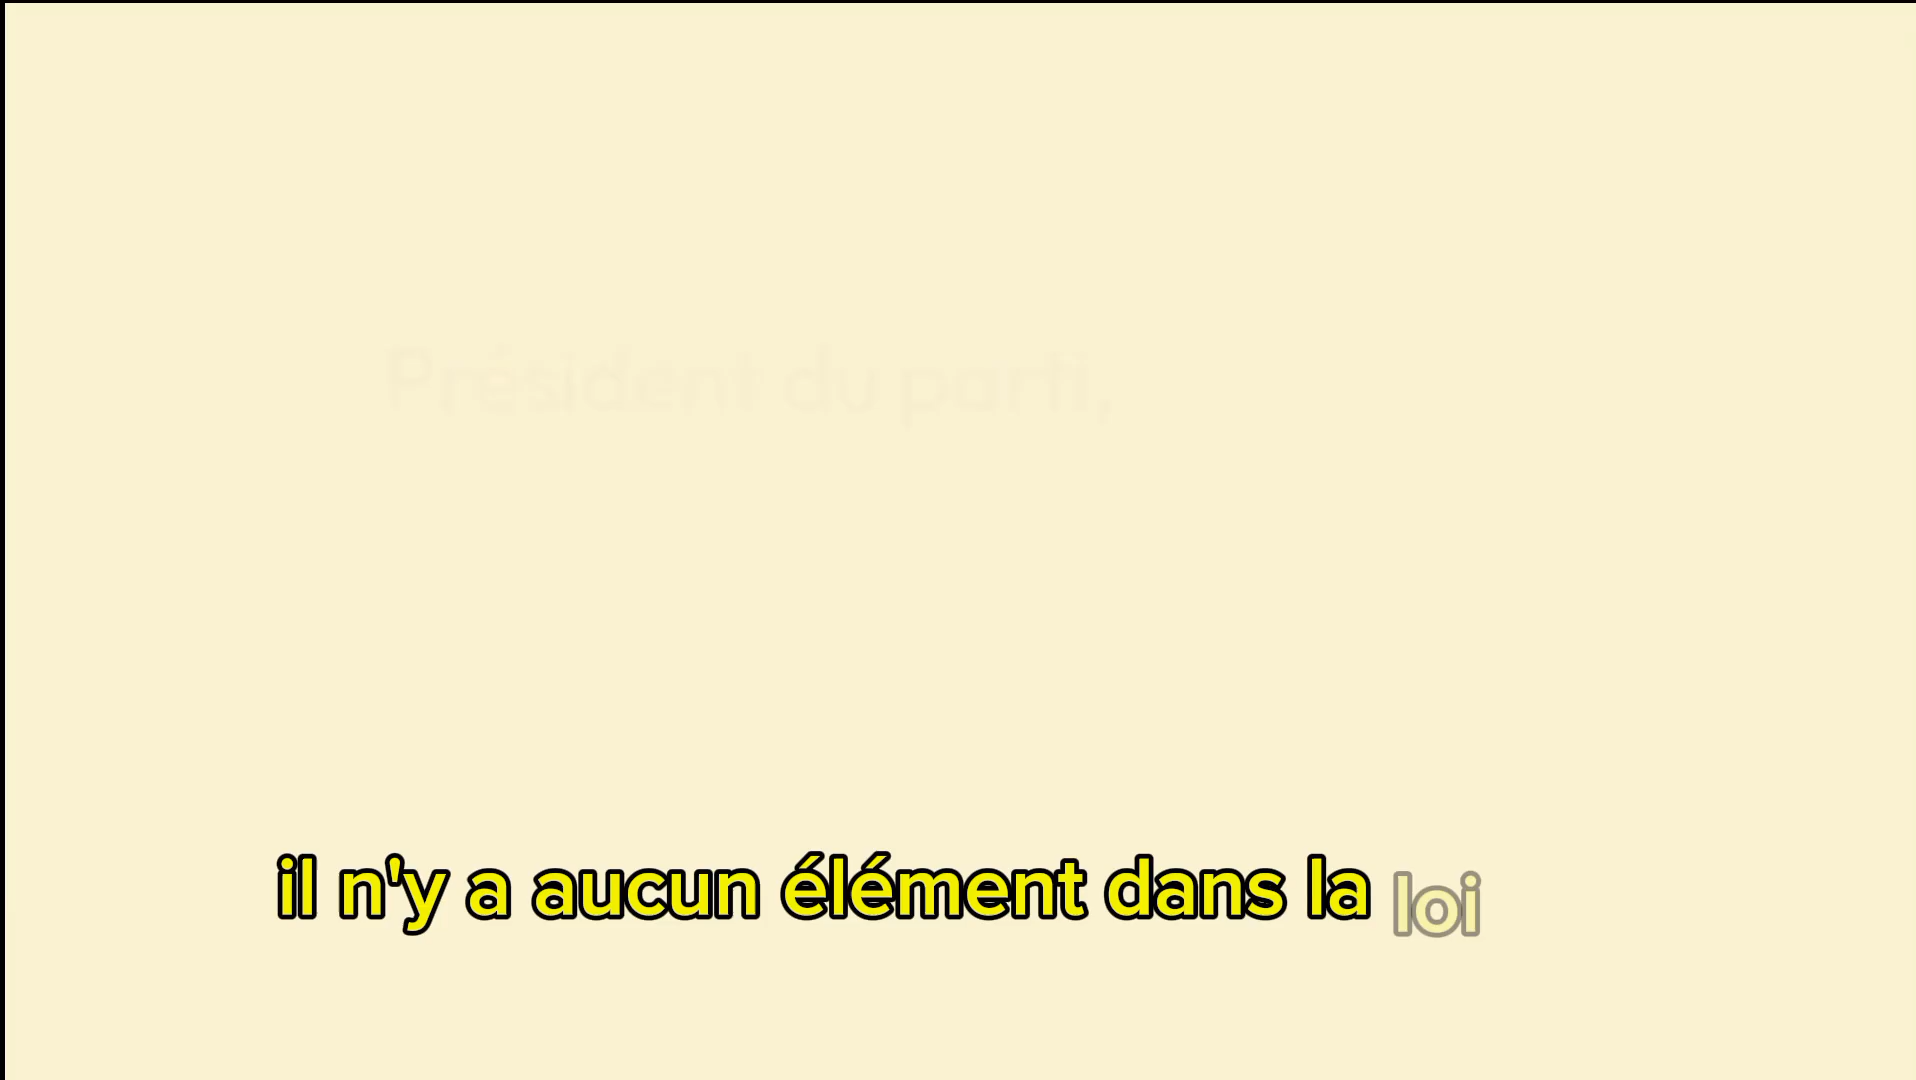 Président du parti,
il n'y a aucun élément dans la loi